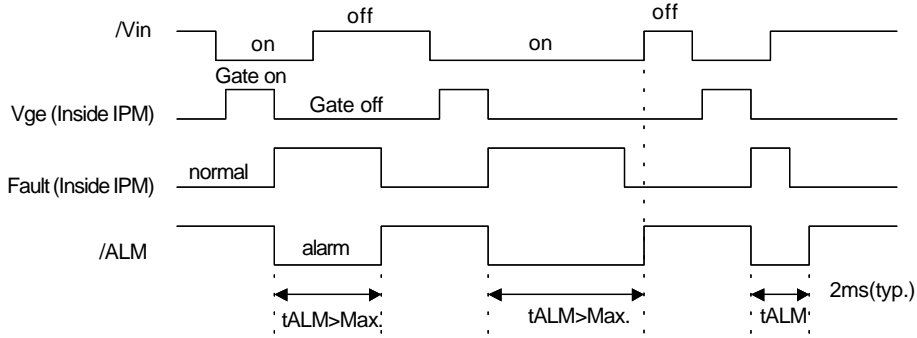 off
off
/Vin
on
on
Gate on
Vge (Inside IPM)
Gate off
normal
Fault (Inside IPM)
/ALM
alarm
2ms(typ.)
tALM>Max.
tALM>Max.
tALM